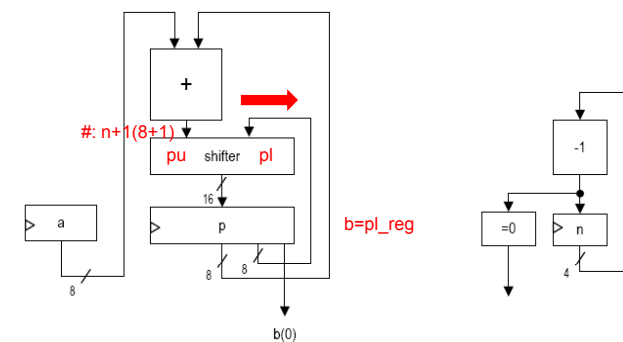 +
#: n+1(8+1)
pu shifter pl
-1
16
a
p
b=pl_reg
=0
n
8
8
8
4
b(0)